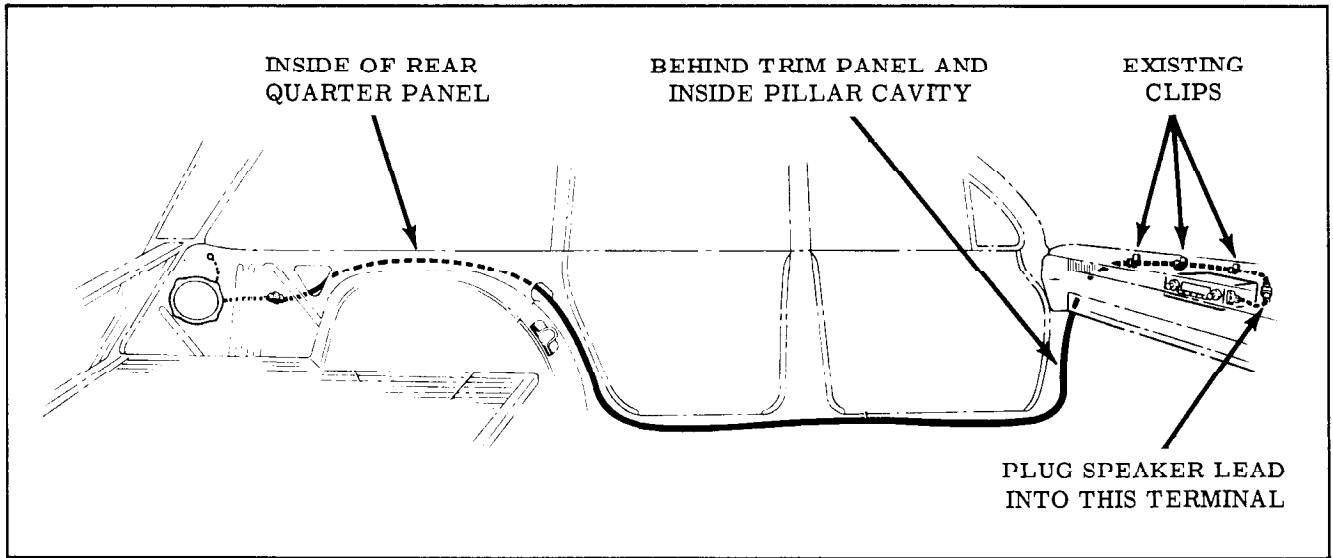 INSIDE OF REAR
QUARTER PANEL
BEHIND TRIM PANEL AND
INSIDE PILLAR CAVITY
EXISTING
CLIPS
PLUG SPEAKER LEAD
INTO THIS TERMINAL